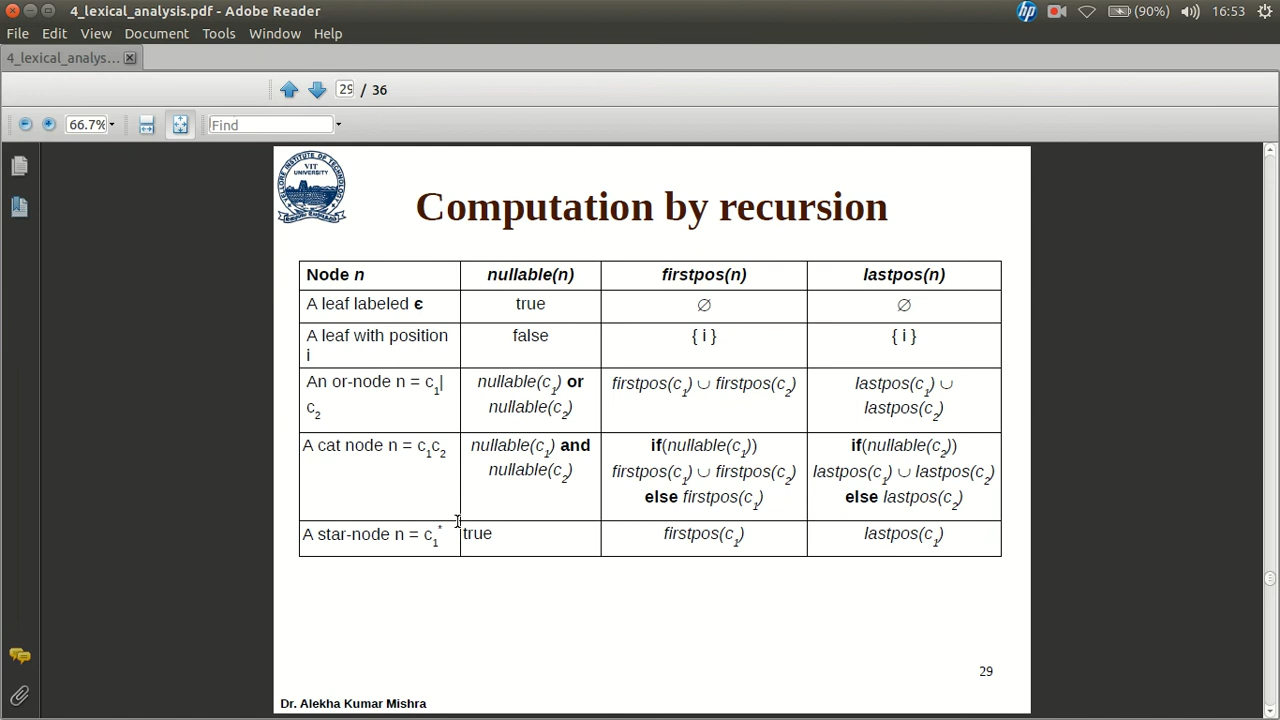 4_lexical_analysis.pdf - Adobe Reader
(90%) 16:53
File Edit View Document Tools Window Help
4_lexical_analys...
29 / 36
66.7% Find
VIT
UNIVERSITY
Computation by recursion
Node n nullable(n) firstpos(n) lastpos(n)
A leaf labeled є true ∅ ∅
A leaf with position
i
false { i } { i }
An or-node n = c1|
c2
nullable(c1) or
nullable(c2)
firstpos(c1) ∪ firstpos(c2)
lastpos(c1) ∪
lastpos(c2)
A cat node n = c1c2
nullable(c1) and
nullable(c2)
if(nullable(c1))
firstpos(c1) ∪ firstpos(c2)
else firstpos(c1)
if(nullable(c2))
lastpos(c1) ∪ lastpos(c2)
else lastpos(c2)
A star-node n = c1* true firstpos(c1) lastpos(c1)
29
Dr. Alekha Kumar Mishra